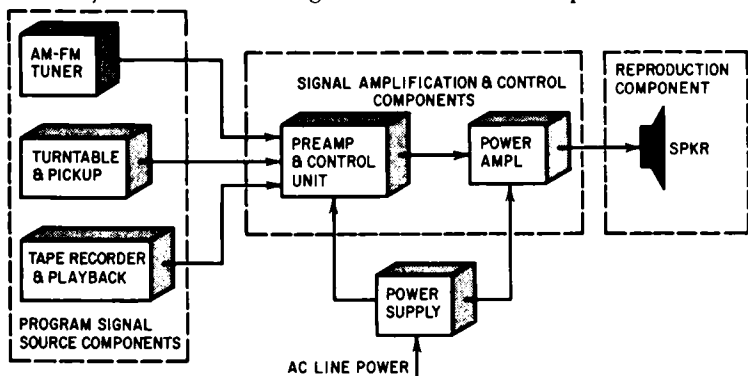 AM-FM
TUNER
TURNTABLE
& PICKUP
TAPE RECORDER
& PLAYBACK
PROGRAM SIGNAL
SOURCE COMPONENTS
SIGNAL AMPLIFICATION & CONTROL
COMPONENTS
PREAMP
& CONTROL
UNIT
POWER
AMPL
POWER
SUPPLY
AC LINE POWER
REPRODUCTION
COMPONENT
SPKR